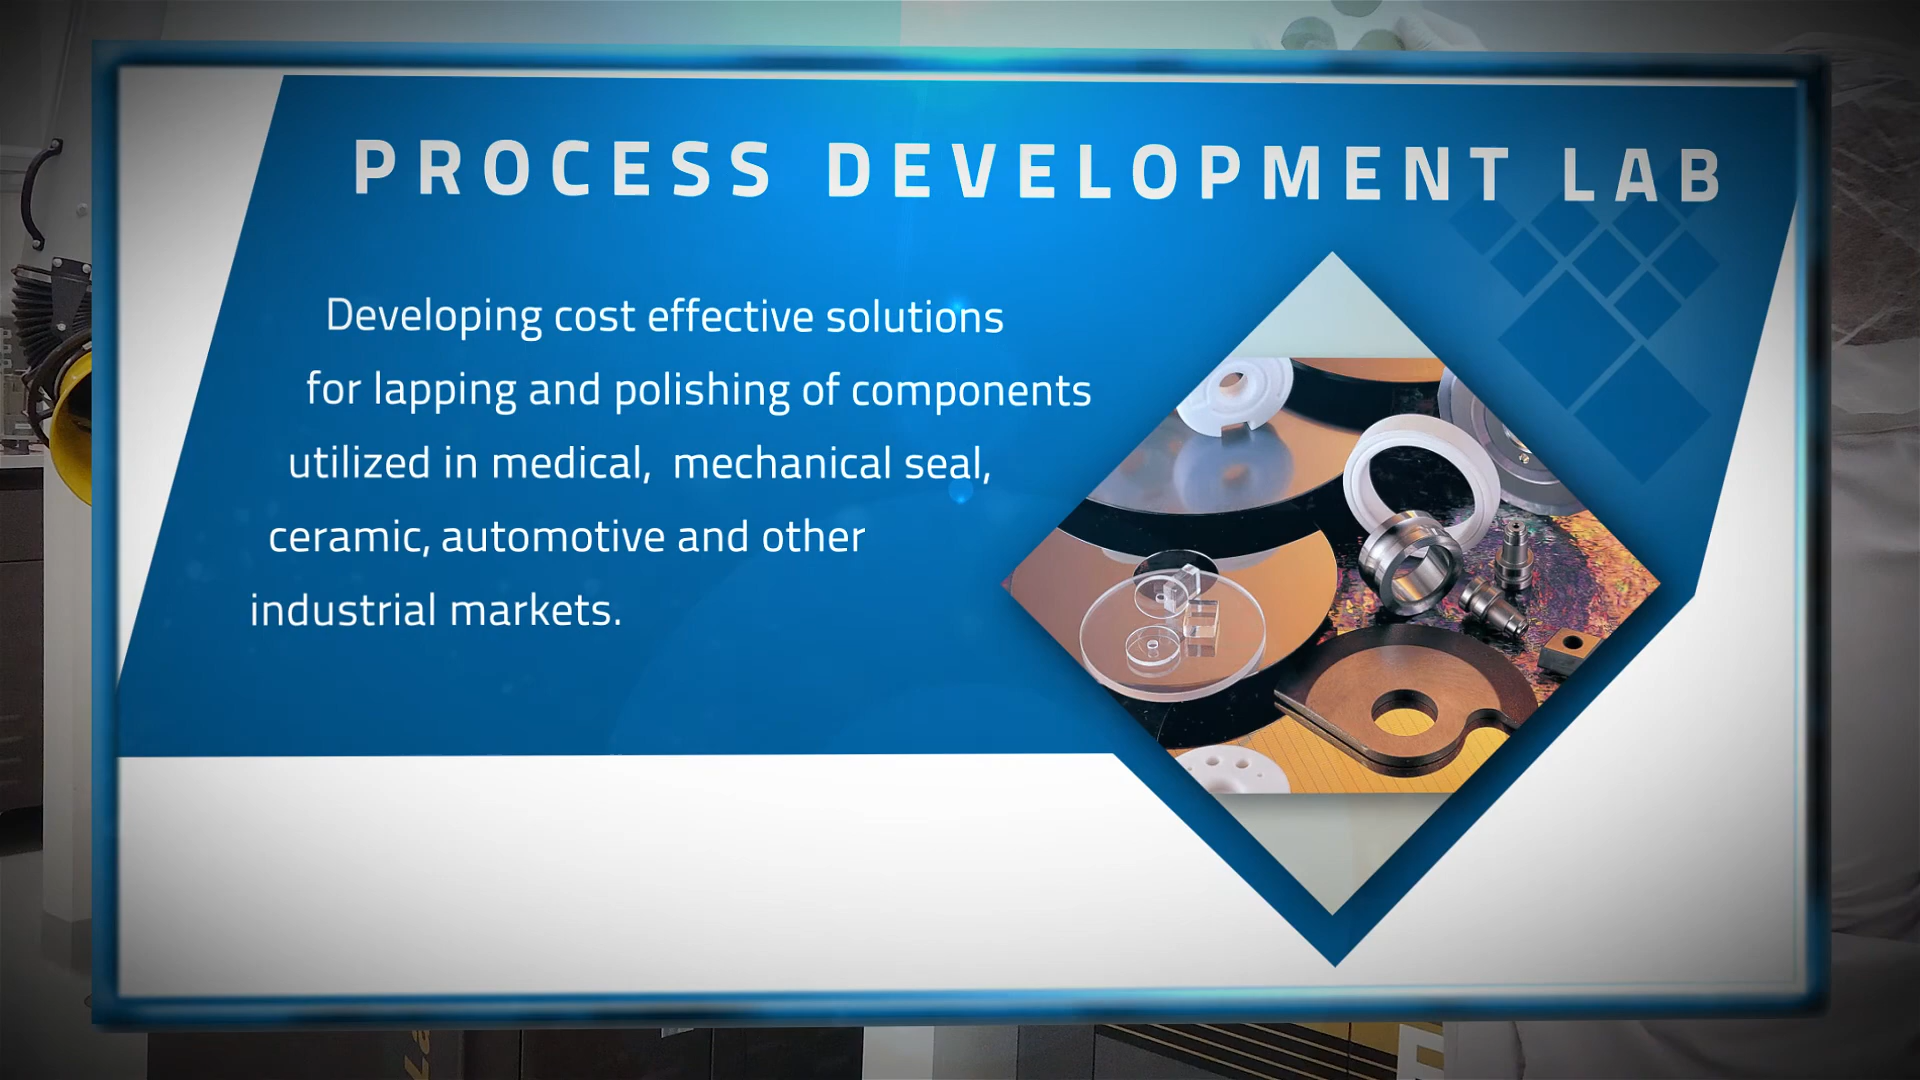 PROCESS DEVELOPMENT LAB
Developing cost effective solutions
for lapping and polishing of components
utilized in medical,  mechanical seal,
ceramic, automotive and other
industrial markets.